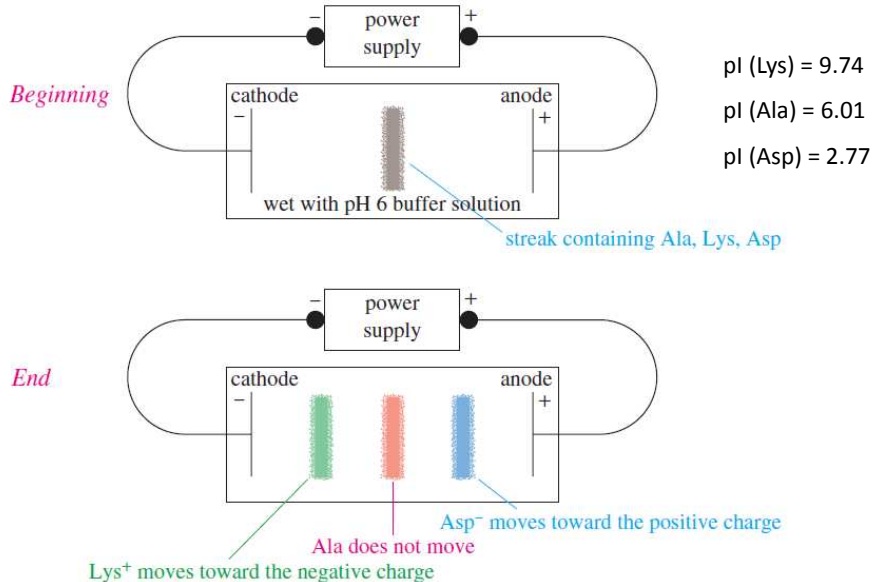 − power +
supply
Beginning
cathode anode
− +
wet with pH 6 buffer solution
streak containing Ala, Lys, Asp
pI (Lys) = 9.74
pI (Ala) = 6.01
pI (Asp) = 2.77
− power +
supply
End
cathode anode
− +
Asp⁻ moves toward the positive charge
Ala does not move
Lys⁺ moves toward the negative charge